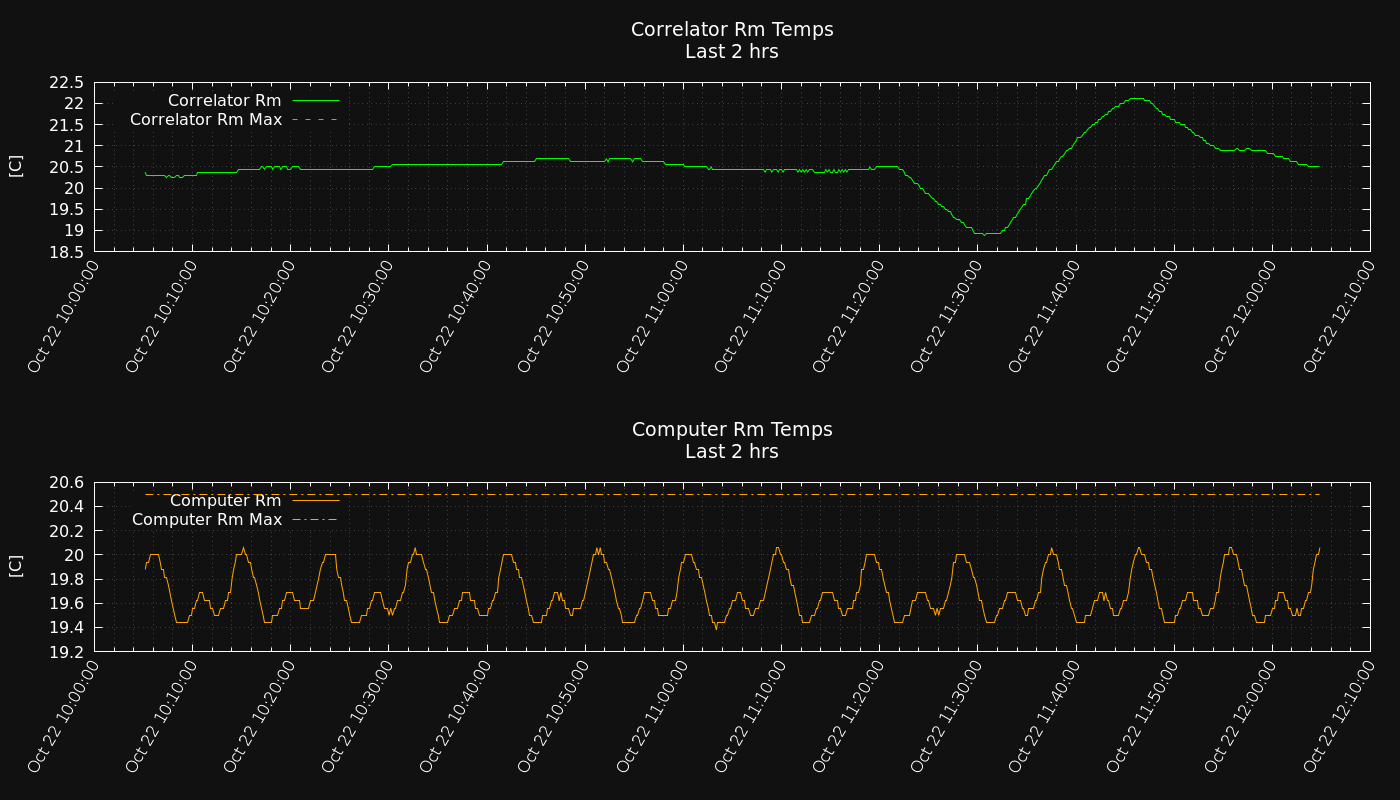 Correlator Rm Temps
Last 2 hrs
22.5
22
21.5
21
20.5
20
19.5
19
18.5
[C]
Correlator Rm
Correlator Rm Max
Oct 22 10:00:00
Oct 22 10:10:00
Oct 22 10:20:00
Oct 22 10:30:00
Oct 22 10:40:00
Oct 22 10:50:00
Oct 22 11:00:00
Oct 22 11:10:00
Oct 22 11:20:00
Oct 22 11:30:00
Oct 22 11:40:00
Oct 22 11:50:00
Oct 22 12:00:00
Oct 22 12:10:00
Computer Rm Temps
Last 2 hrs
20.6
20.4
20.2
20
19.8
19.6
19.4
19.2
[C]
Computer Rm
Computer Rm Max
Oct 22 10:00:00
Oct 22 10:10:00
Oct 22 10:20:00
Oct 22 10:30:00
Oct 22 10:40:00
Oct 22 10:50:00
Oct 22 11:00:00
Oct 22 11:10:00
Oct 22 11:20:00
Oct 22 11:30:00
Oct 22 11:40:00
Oct 22 11:50:00
Oct 22 12:00:00
Oct 22 12:10:00